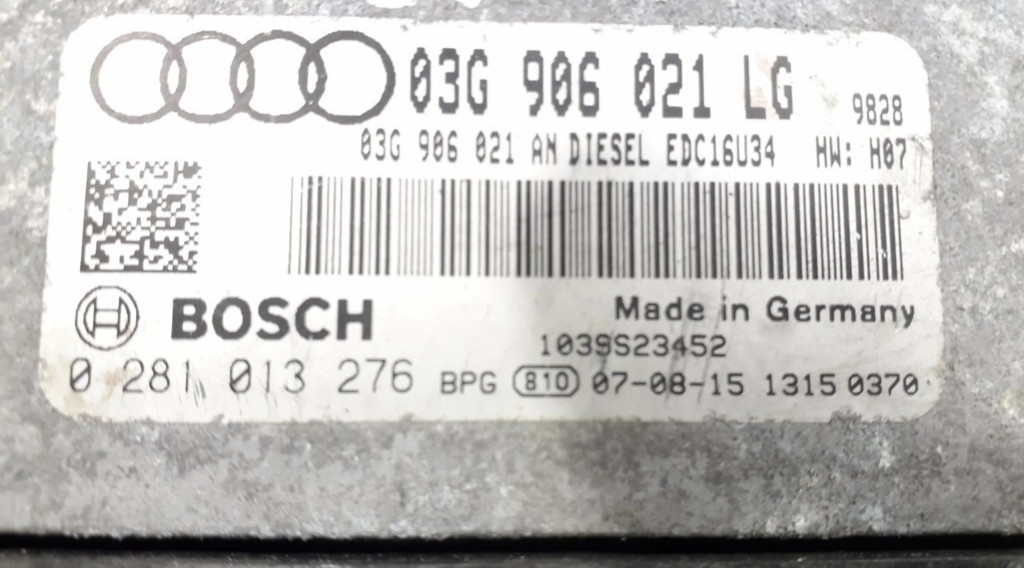 03G 906 021 LG 9828
03G 906 021 AN DIESEL EDC16U34 HW: H07
BOSCH
Made in Germany
1039S23452
0 281 013 276 BPG 810 07-08-15 1315 0370